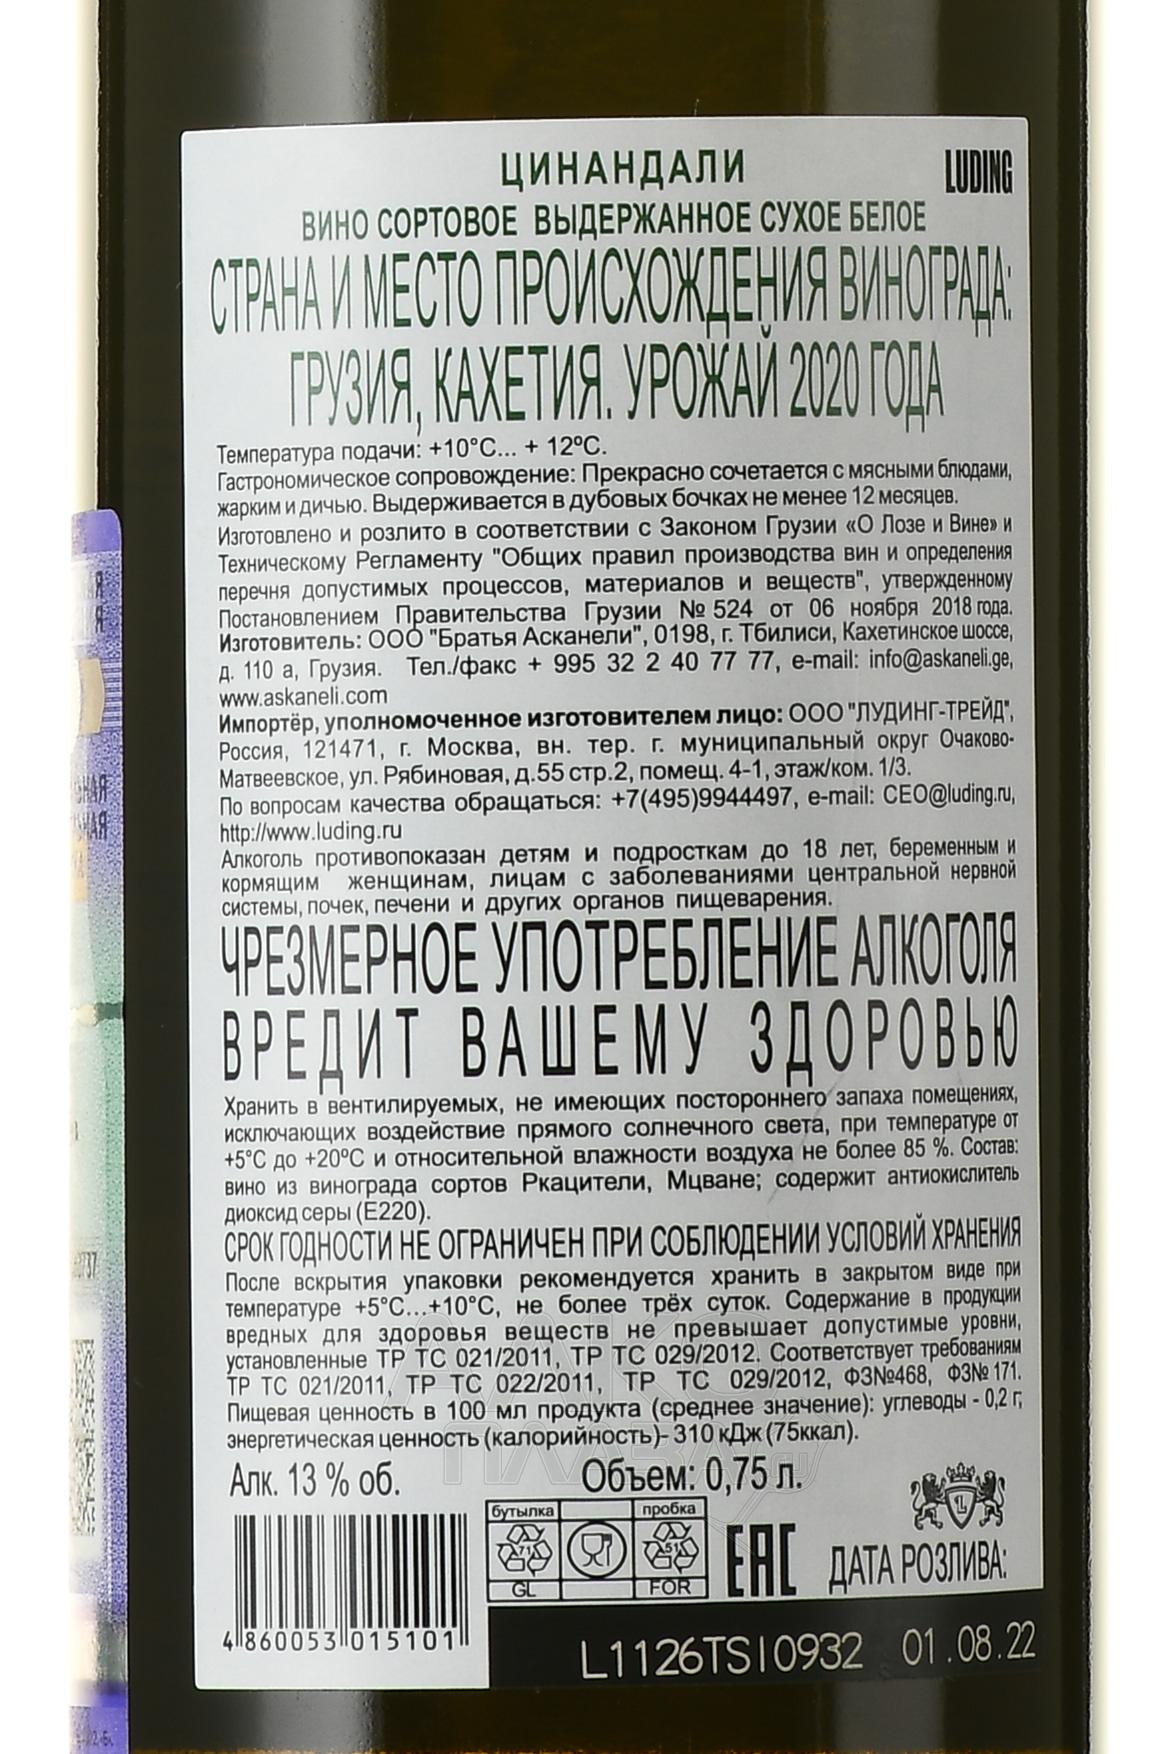 ЦИНАНДАЛИ
LUDING
ВИНО СОРТОВОЕ ВЫДЕРЖАННОЕ СУХОЕ БЕЛОЕ
СТРАНА И МЕСТО ПРОИСХОЖДЕНИЯ ВИНОГРАДА:
ГРУЗИЯ, КАХЕТИЯ. УРОЖАЙ 2020 ГОДА
Температура подачи: +10°С... + 12ºС.
Гастрономическое сопровождение: Прекрасно сочетается с мясными блюдами,
жарким и дичью. Выдерживается в дубовых бочках не менее 12 месяцев.
Изготовлено и розлито в соответствии с Законом Грузии «О Лозе и Вине» и
Техническому Регламенту "Общих правил производства вин и определения
перечня допустимых процессов, материалов и веществ", утвержденному
Постановлением Правительства Грузии №524 от 06 ноября 2018 года.
Изготовитель: ООО "Братья Асканели", 0198, г. Тбилиси, Кахетинское шоссе,
д. 110 а, Грузия. Тел./факс + 995 32 2 40 77 77, e-mail: info@askaneli.ge,
www.askaneli.com
Импортёр, уполномоченное изготовителем лицо: ООО "ЛУДИНГ-ТРЕЙД",
Россия, 121471, г. Москва, вн. тер. г. муниципальный округ Очаково-
Матвеевское, ул. Рябиновая, д.55 стр.2, помещ. 4-1, этаж/ком. 1/3.
По вопросам качества обращаться: +7(495)9944497, e-mail: CEO@luding.ru,
http://www.luding.ru
Алкоголь противопоказан детям и подросткам до 18 лет, беременным и
кормящим женщинам, лицам с заболеваниями центральной нервной
системы, почек, печени и других органов пищеварения.
ЧРЕЗМЕРНОЕ УПОТРЕБЛЕНИЕ АЛКОГОЛЯ
ВРЕДИТ ВАШЕМУ ЗДОРОВЬЮ
Хранить в вентилируемых, не имеющих постороннего запаха помещениях,
исключающих воздействие прямого солнечного света, при температуре от
+5°С до +20ºС и относительной влажности воздуха не более 85 %. Состав:
вино из винограда сортов Ркацители, Мцване; содержит антиокислитель
диоксид серы (Е220).
СРОК ГОДНОСТИ НЕ ОГРАНИЧЕН ПРИ СОБЛЮДЕНИИ УСЛОВИЙ ХРАНЕНИЯ
После вскрытия упаковки рекомендуется хранить в закрытом виде при
температуре +5°С...+10°С, не более трёх суток. Содержание в продукции
вредных для здоровья веществ не превышает допустимые уровни,
установленные ТР ТС 021/2011, ТР ТС 029/2012. Соответствует требованиям
ТР ТС 021/2011, ТР ТС 022/2011, ТР ТС 029/2012, ФЗ№468, ФЗ№171.
Пищевая ценность в 100 мл продукта (среднее значение): углеводы - 0,2 г;
энергетическая ценность (калорийность)- 310 кДж (75ккал).
Алк. 13 % об.
Объем: 0,75 л.
бутылка
пробка
71
51
GL
FOR
EAC
L
ДАТА РОЗЛИВА:
4 860053 015101
L1126TSI0932 01.08.22